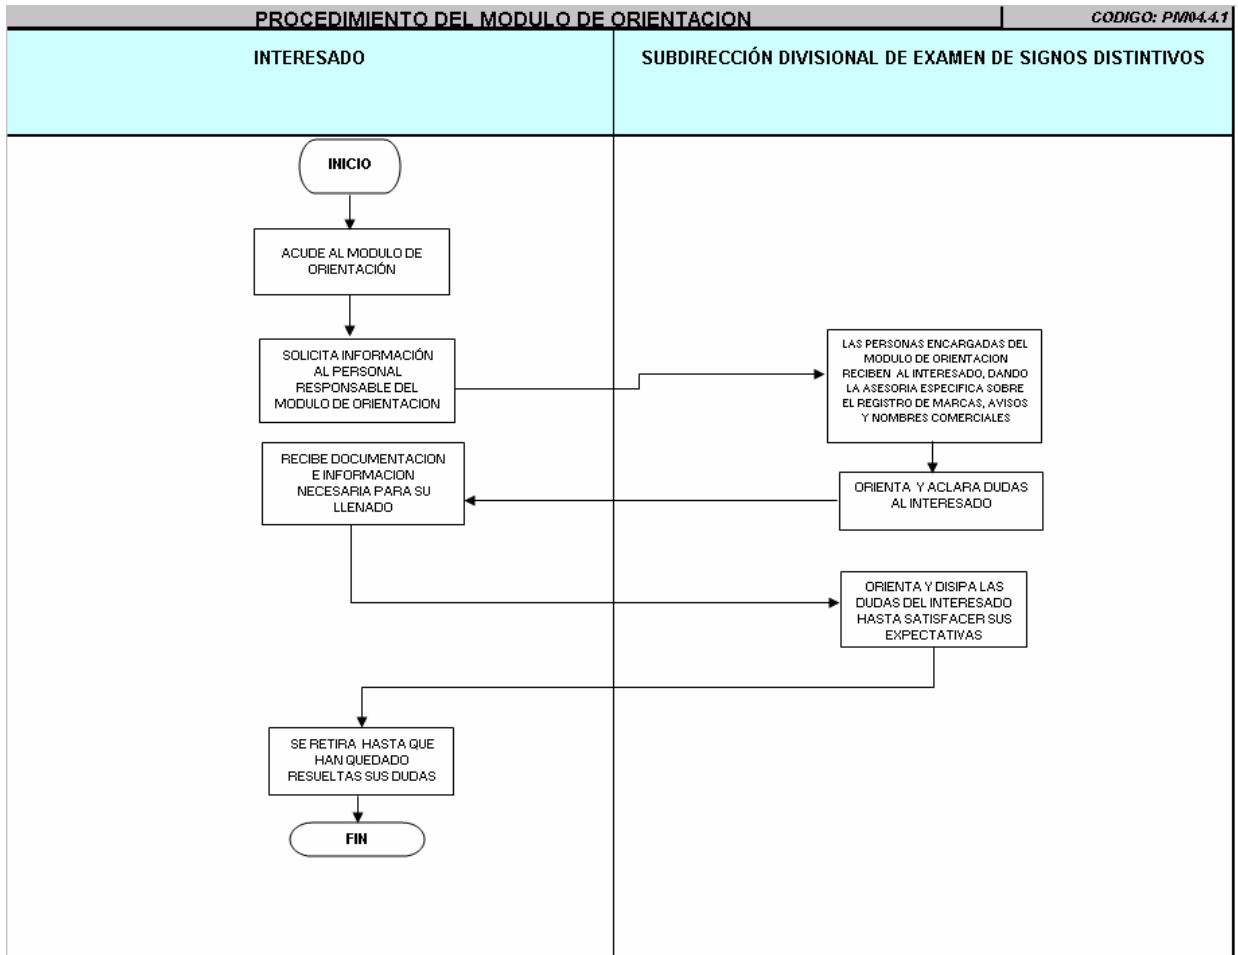 PROCEDIMIENTO DEL MODULO DE ORIENTACION
CODIGO: PM04.4.1
INTERESADO
SUBDIRECCIÓN DIVISIONAL DE EXAMEN DE SIGNOS DISTINTIVOS
INICIO
ACUDE AL MODULO DE
ORIENTACIÓN
SOLICITA INFORMACIÓN
AL PERSONAL
RESPONSABLE DEL
MODULO DE ORIENTACION
LAS PERSONAS ENCARGADAS DEL
MODULO DE ORIENTACION
RECIBEN AL INTERESADO, DANDO
LA ASESORIA ESPECIFICA SOBRE
EL REGISTRO DE MARCAS, AVISOS
Y NOMBRES COMERCIALES
ORIENTA Y ACLARA DUDAS
AL INTERESADO
RECIBE DOCUMENTACION
E INFORMACION
NECESARIA PARA SU
LLENADO
ORIENTA Y DISIPA LAS
DUDAS DEL INTERESADO
HASTA SATISFACER SUS
EXPECTATIVAS
SE RETIRA HASTA QUE
HAN QUEDADO
RESUELTAS SUS DUDAS
FIN